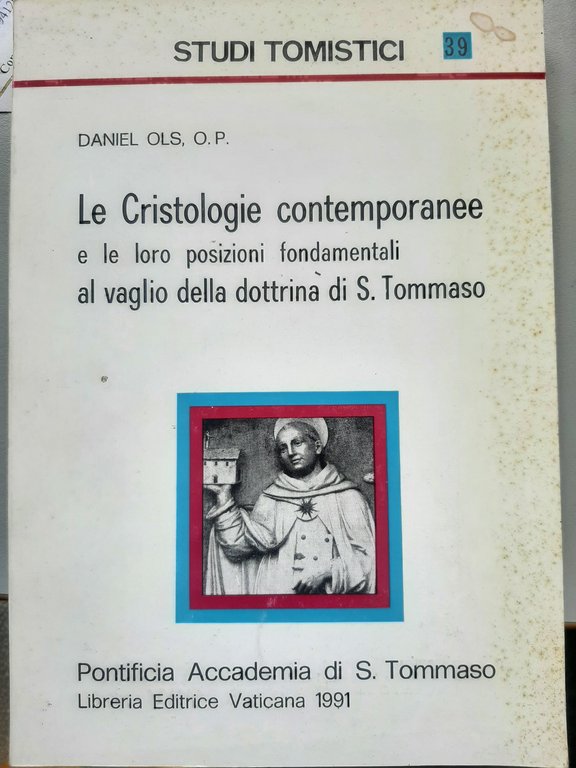 STUDI TOMISTICI 39
DANIEL OLS, O.P.
Le Cristologie contemporanee
e le loro posizioni fondamentali
al vaglio della dottrina di S. Tommaso
Pontificia Accademia di S. Tommaso
Libreria Editrice Vaticana 1991